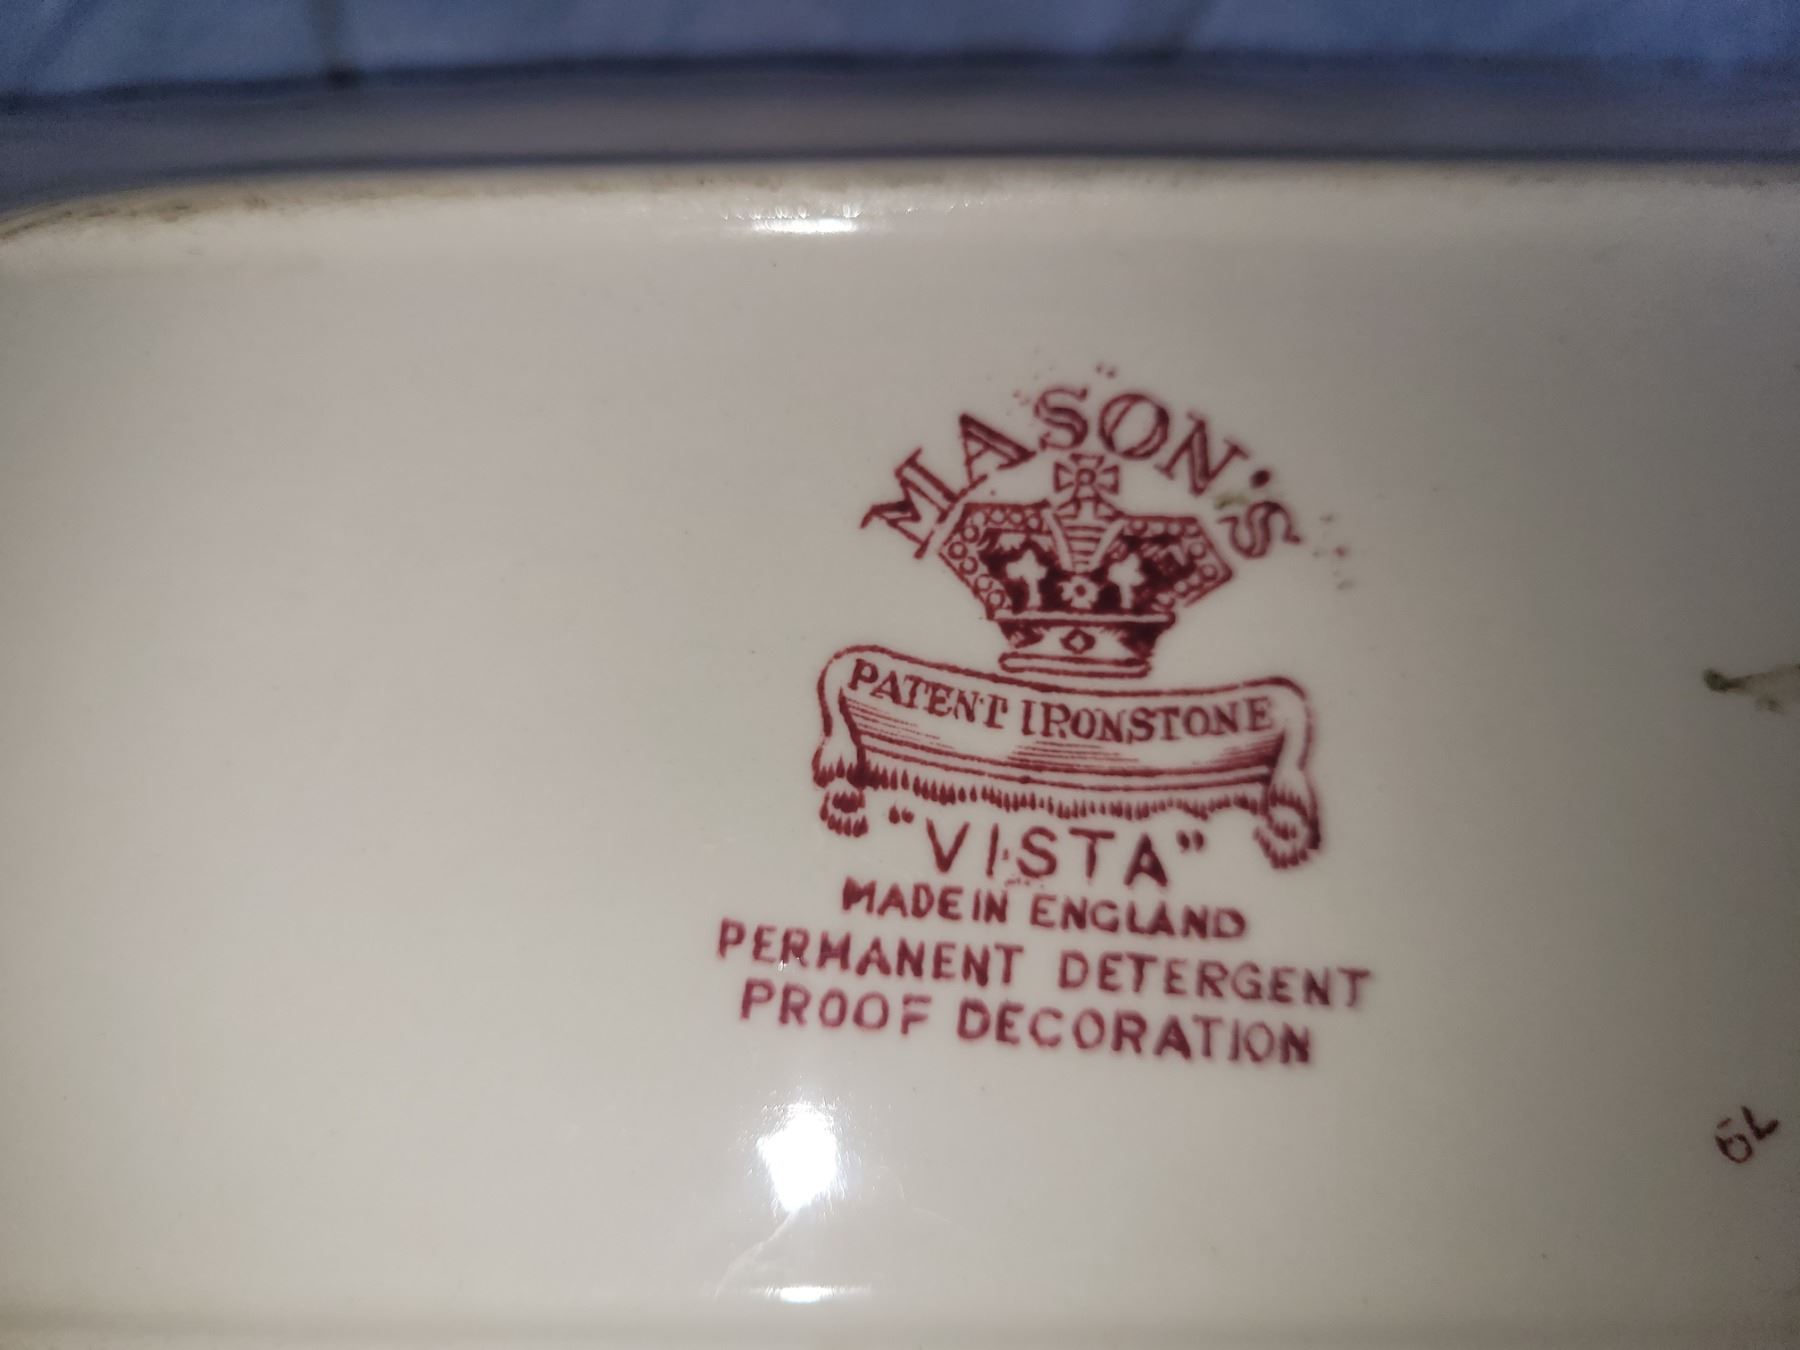 MASON'S
PATENT IRONSTONE
"VISTA"
MADE IN ENGLAND
PERMANENT DETERGENT
PROOF DECORATION